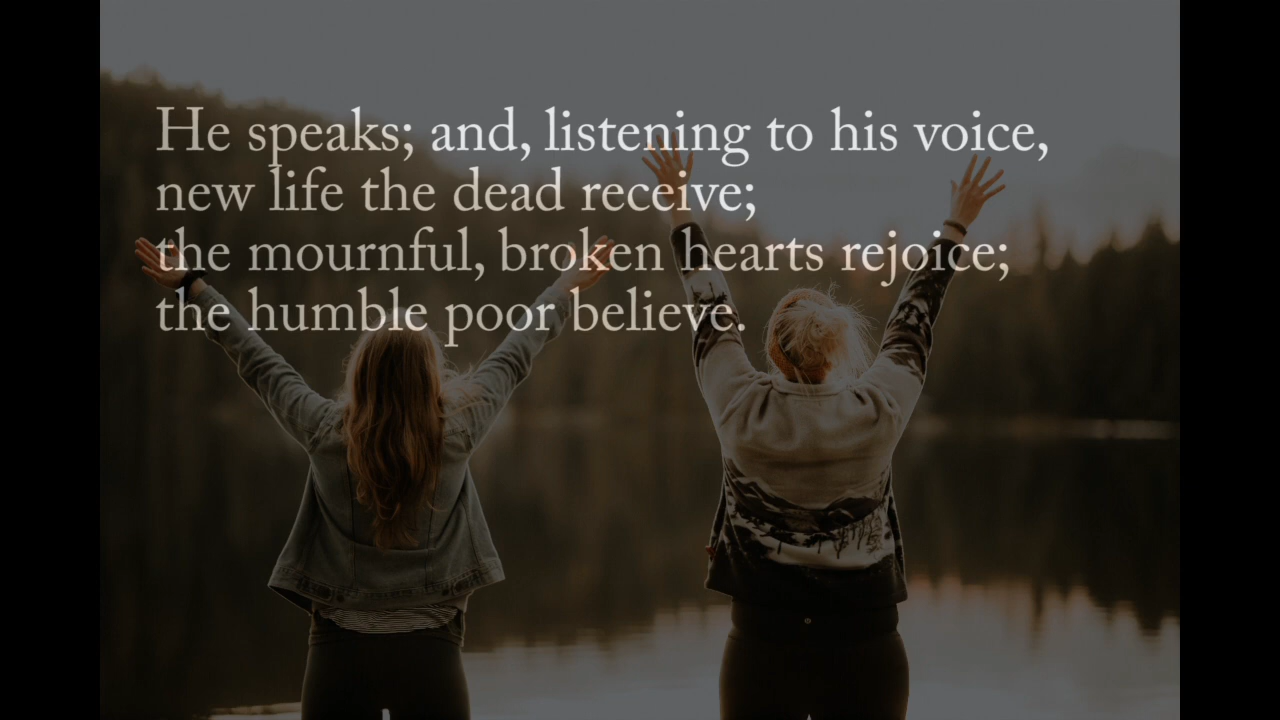 He speaks; and, listening to his voice,
new life the dead receive;
the mournful, broken hearts rejoice;
the humble poor believe.